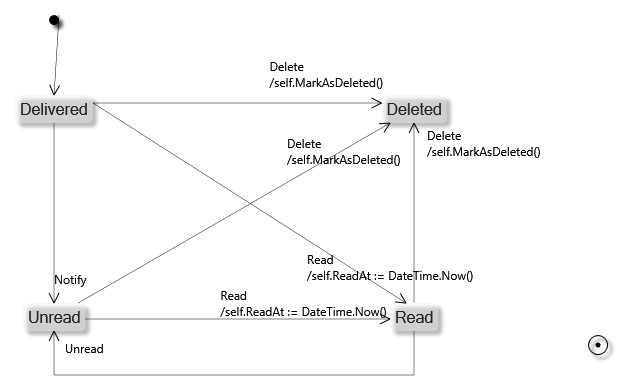 Delete
/self.MarkAsDeleted()
Delivered
Deleted
Delete
/self.MarkAsDeleted()
Delete
/self.MarkAsDeleted()
Read
/self.ReadAt := DateTime.Now()
Notify
Read
/self.ReadAt := DateTime.Now()
Unread
Read
Unread